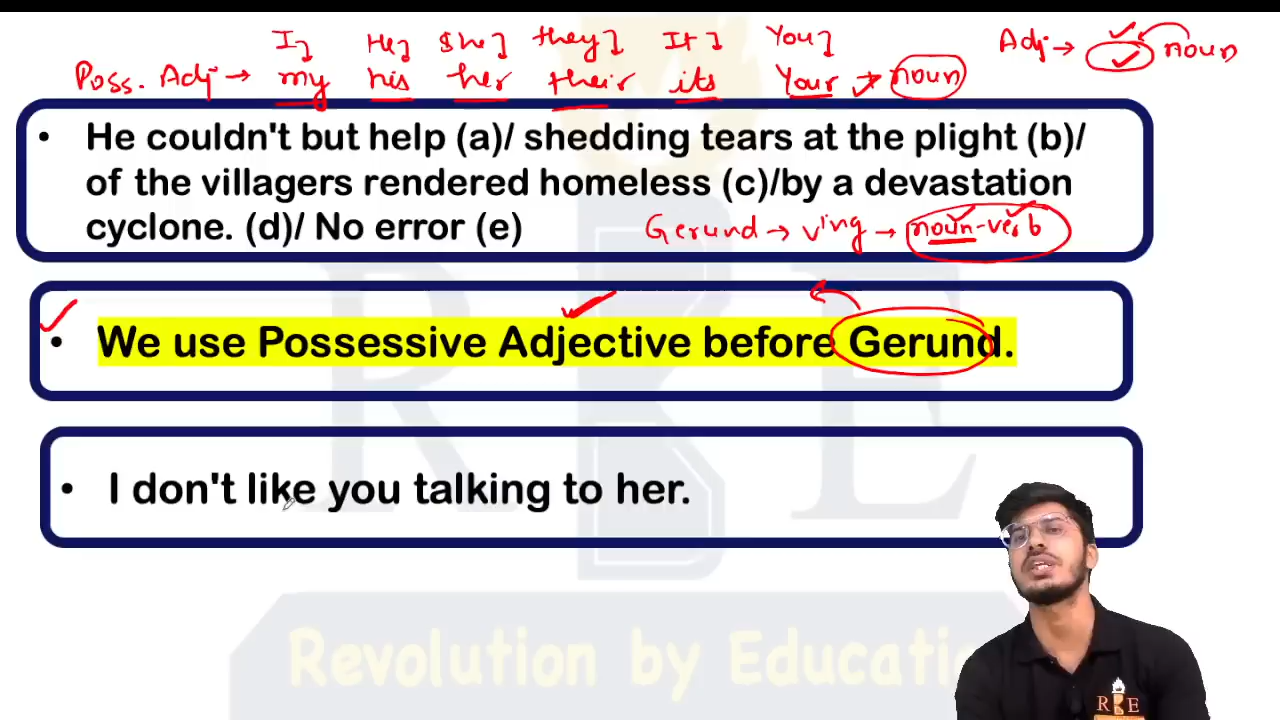 I] He] She] they] It] You]
Adj → noun
Poss. Adj → my his her their its Your → noun
• He couldn't but help (a)/ shedding tears at the plight (b)/
of the villagers rendered homeless (c)/by a devastation
cyclone. (d)/ No error (e)
Gerund → v'ing → noun-verb
• We use Possessive Adjective before Gerund.
• I don't like you talking to her.
R B E
Revolution by Educatio
R B E